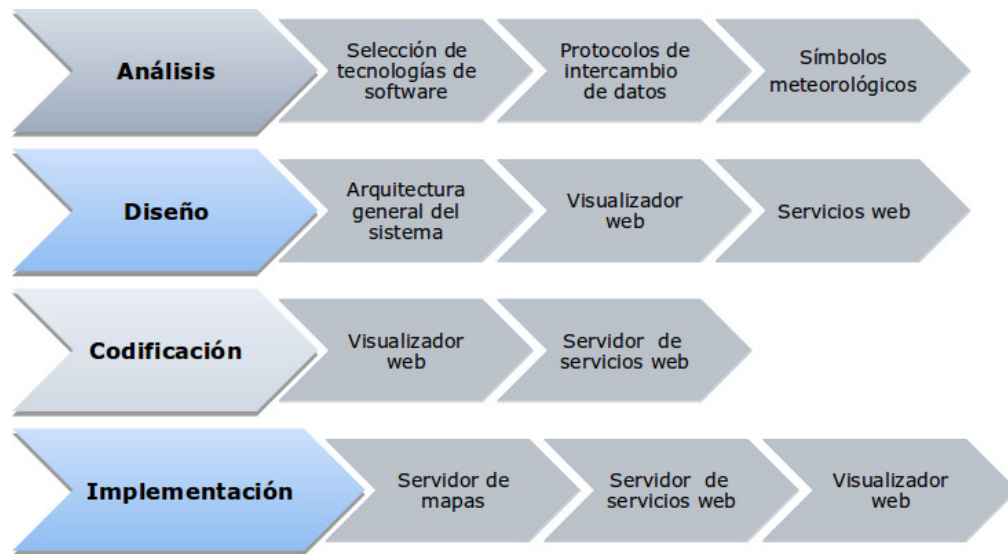 Análisis
Selección de
tecnologías de
software
Protocolos de
intercambio
de datos
Símbolos
meteorológicos
Diseño
Arquitectura
general del
sistema
Visualizador
web
Servicios web
Codificación
Visualizador
web
Servidor de
servicios web
Implementación
Servidor de
mapas
Servidor de
servicios web
Visualizador
web